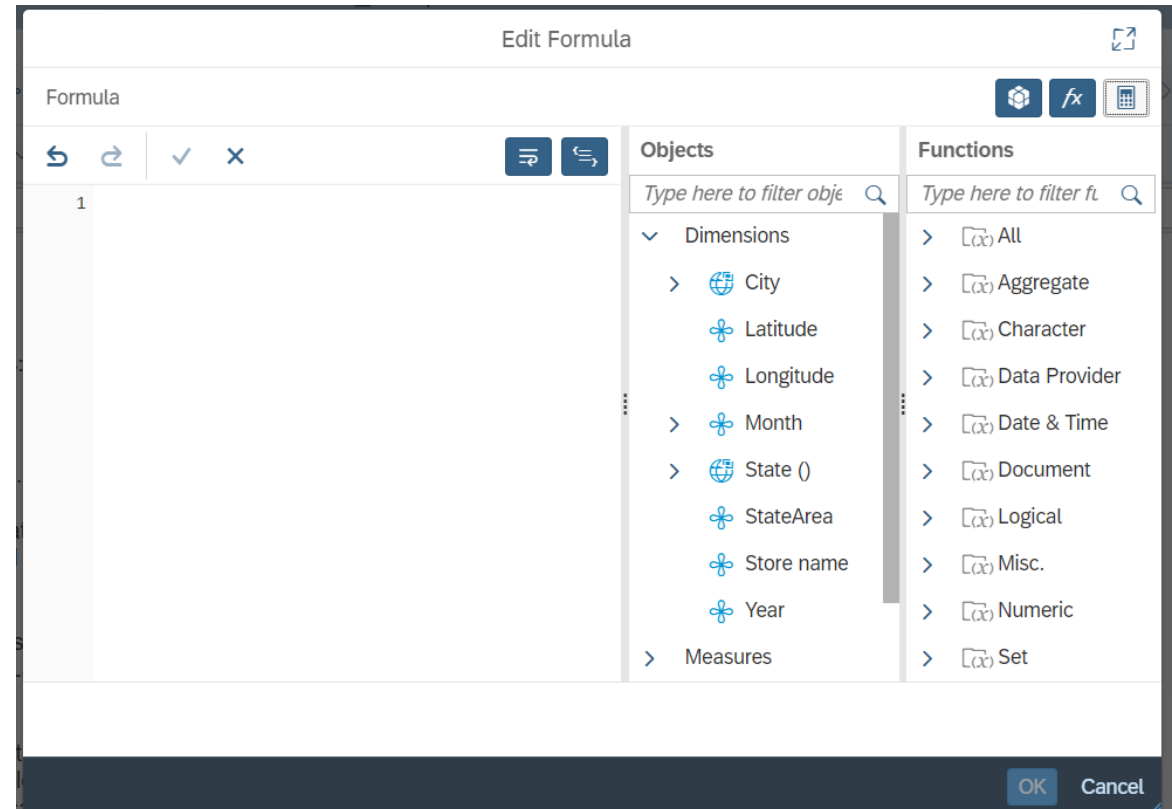 Edit Formula
Formula
fx
Objects
Functions
Type here to filter obje
Type here to filter fu
1
Dimensions
City
Latitude
Longitude
Month
State ()
StateArea
Store name
Year
Measures
(x) All
(x) Aggregate
(x) Character
(x) Data Provider
(x) Date & Time
(x) Document
(x) Logical
(x) Misc.
(x) Numeric
(x) Set
OK
Cancel